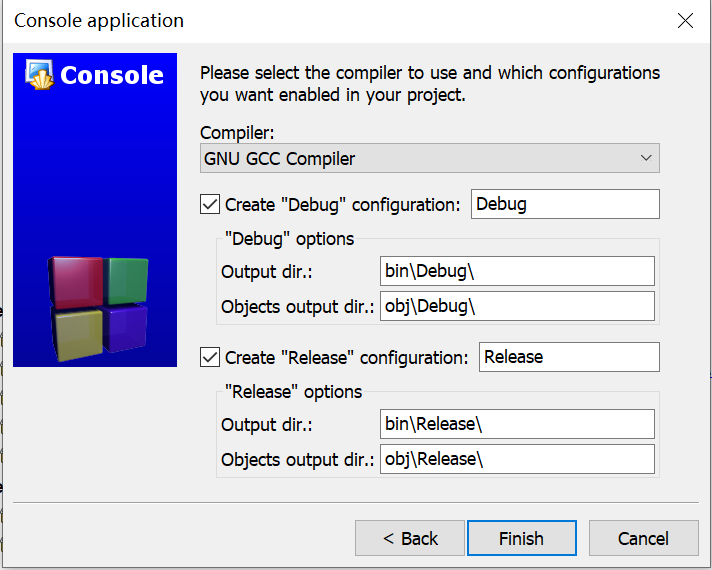 Console application
Console
Please select the compiler to use and which configurations
you want enabled in your project.
Compiler:
GNU GCC Compiler
Create "Debug" configuration: Debug
"Debug" options
Output dir.: bin\Debug\
Objects output dir.: obj\Debug\
Create "Release" configuration: Release
"Release" options
Output dir.: bin\Release\
Objects output dir.: obj\Release\
< Back Finish Cancel